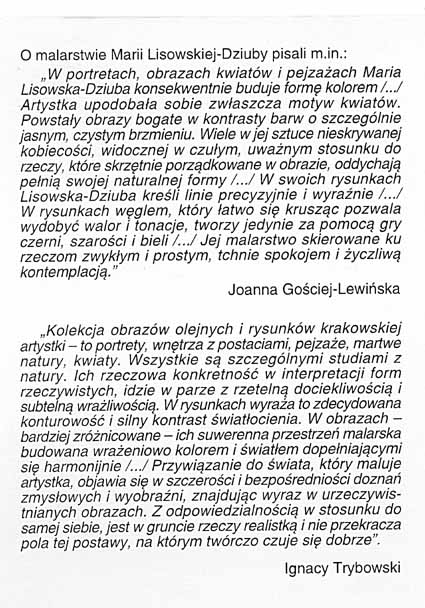 O malarstwie Marii Lisowskiej-Dziuby pisali m.in.:
„W portretach, obrazach kwiatów i pejzażach Maria
Lisowska-Dziuba konsekwentnie buduje formę kolorem /.../
Artystka upodobała sobie zwłaszcza motyw kwiatów.
Powstały obrazy bogate w kontrasty barw o szczególnie
jasnym, czystym brzmieniu. Wiele w jej sztuce nieskrywanej
kobiecości, widocznej w czułym, uważnym stosunku do
rzeczy, które skrzętnie porządkowane w obrazie, oddychają
pełnią swojej naturalnej formy /.../ W swoich rysunkach
Lisowska-Dziuba kreśli linie precyzyjnie i wyraźnie /.../
W rysunkach węglem, który łatwo się krusząc pozwala
wydobyć walor i tonacje, tworzy jedynie za pomocą gry
czerni, szarości i bieli /.../ Jej malarstwo skierowane ku
rzeczom zwykłym i prostym, tchnie spokojem i życzliwą
kontemplacją.”
Joanna Gościej-Lewińska
„Kolekcja obrazów olejnych i rysunków krakowskiej
artystki – to portrety, wnętrza z postaciami, pejzaże, martwe
natury, kwiaty. Wszystkie są szczególnymi studiami z
natury. Ich rzeczowa konkretność w interpretacji form
rzeczywistych, idzie w parze z rzetelną dociekliwością i
subtelną wrażliwością. W rysunkach wyraża to zdecydowana
konturowość i silny kontrast światłocienia. W obrazach –
bardziej zróżnicowane – ich suwerenna przestrzeń malarska
budowana wrażeniowo kolorem i światłem dopełniającymi
się harmonijnie /.../ Przywiązanie do świata, który maluje
artystka, objawia się w szczerości i bezpośredniości doznań
zmysłowych i wyobraźni, znajdując wyraz w urzeczywis-
tnianych obrazach. Z odpowiedzialnością w stosunku do
samej siebie, jest w gruncie rzeczy realistką i nie przekracza
pola tej postawy, na którym twórczo czuje się dobrze”.
Ignacy Trybowski